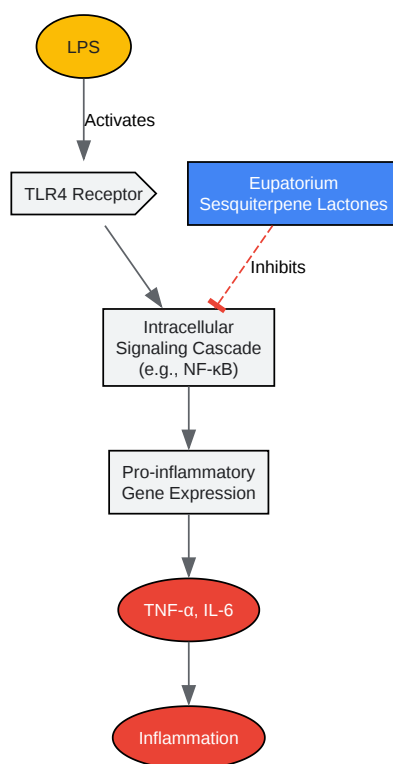 LPS
Activates
TLR4 Receptor
Eupatorium
Sesquiterpene Lactones
Inhibits
Intracellular
Signaling Cascade
(e.g., NF-κB)
Pro-inflammatory
Gene Expression
TNF-α, IL-6
Inflammation